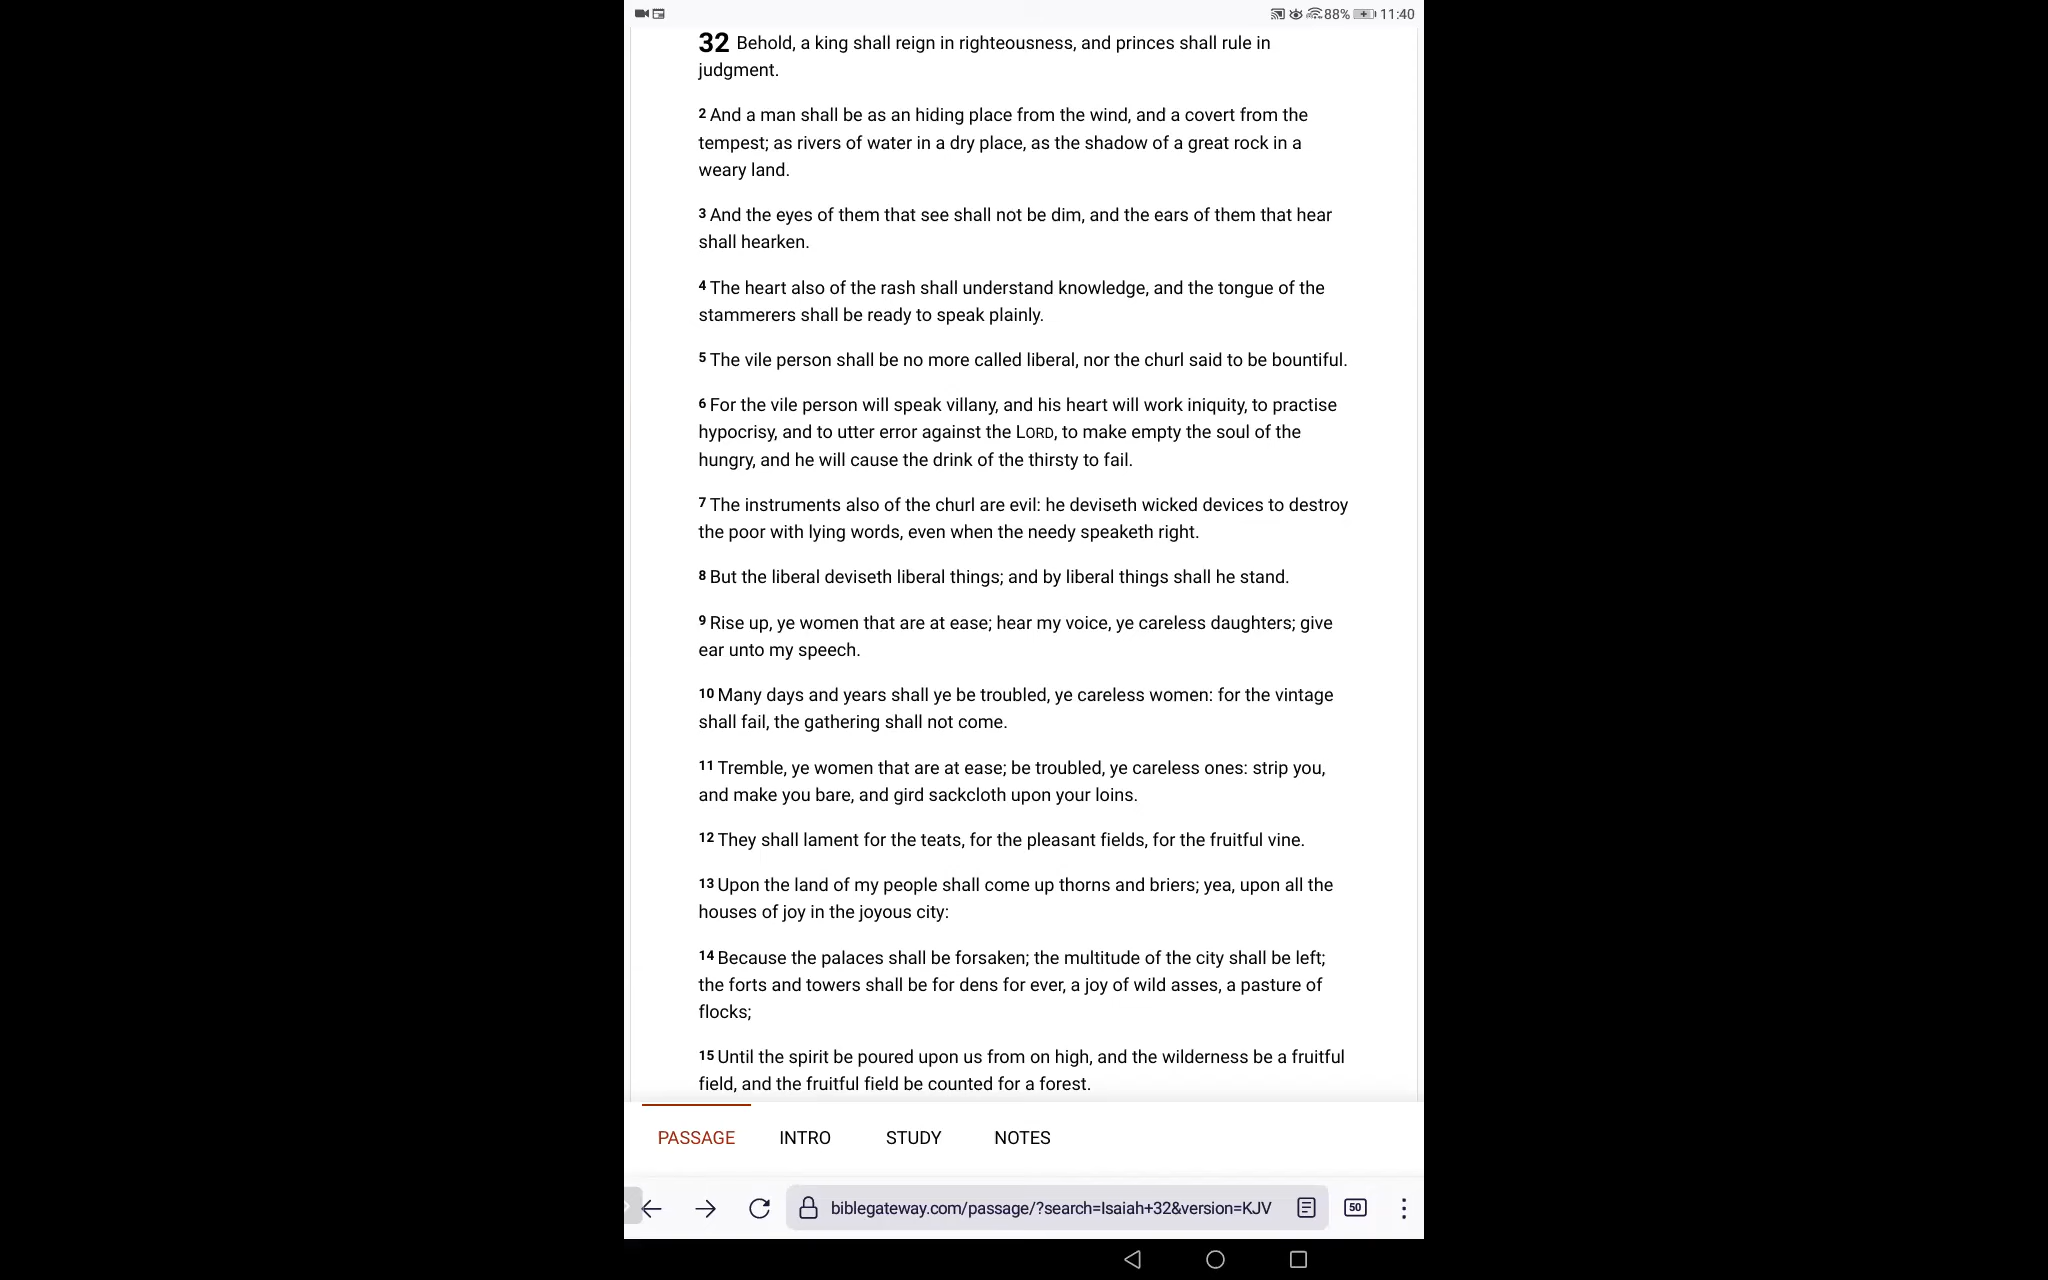 88% 11:40
32 Behold, a king shall reign in righteousness, and princes shall rule in
judgment.
2 And a man shall be as an hiding place from the wind, and a covert from the
tempest; as rivers of water in a dry place, as the shadow of a great rock in a
weary land.
3 And the eyes of them that see shall not be dim, and the ears of them that hear
shall hearken.
4 The heart also of the rash shall understand knowledge, and the tongue of the
stammerers shall be ready to speak plainly.
5 The vile person shall be no more called liberal, nor the churl said to be bountiful.
6 For the vile person will speak villany, and his heart will work iniquity, to practise
hypocrisy, and to utter error against the LORD, to make empty the soul of the
hungry, and he will cause the drink of the thirsty to fail.
7 The instruments also of the churl are evil: he deviseth wicked devices to destroy
the poor with lying words, even when the needy speaketh right.
8 But the liberal deviseth liberal things; and by liberal things shall he stand.
9 Rise up, ye women that are at ease; hear my voice, ye careless daughters; give
ear unto my speech.
10 Many days and years shall ye be troubled, ye careless women: for the vintage
shall fail, the gathering shall not come.
11 Tremble, ye women that are at ease; be troubled, ye careless ones: strip you,
and make you bare, and gird sackcloth upon your loins.
12 They shall lament for the teats, for the pleasant fields, for the fruitful vine.
13 Upon the land of my people shall come up thorns and briers; yea, upon all the
houses of joy in the joyous city:
14 Because the palaces shall be forsaken; the multitude of the city shall be left;
the forts and towers shall be for dens for ever, a joy of wild asses, a pasture of
flocks;
15 Until the spirit be poured upon us from on high, and the wilderness be a fruitful
field, and the fruitful field be counted for a forest.
PASSAGE INTRO STUDY NOTES
biblegateway.com/passage/?search=Isaiah+32&version=KJV 50